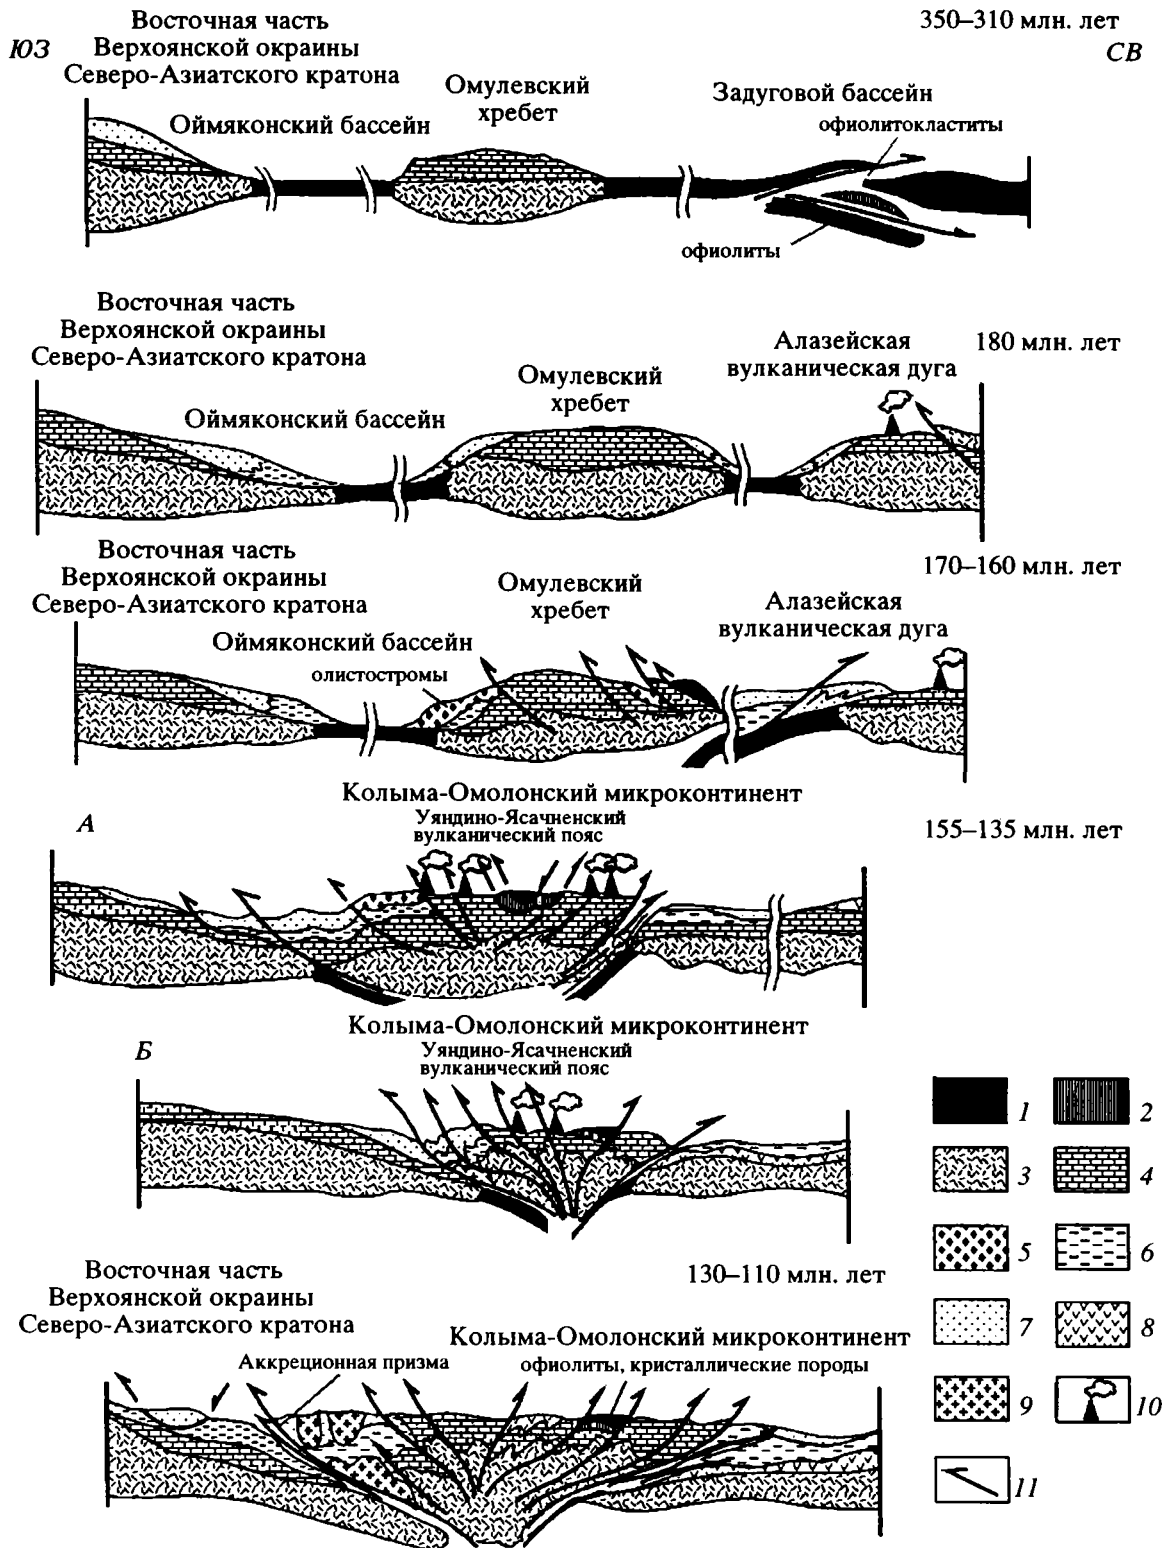 Восточная часть
Верхоянской окраины
Северо-Азиатского кратона
350–310 млн. лет
ЮЗ
СВ
Оймяконский бассейн
Омулевский
хребет
Задуговой бассейн
офиолитокластиты
офиолиты
Восточная часть
Верхоянской окраины
Северо-Азиатского кратона
Оймяконский бассейн
Омулевский
хребет
Алазейская
вулканическая дуга
180 млн. лет
Восточная часть
Верхоянской окраины
Северо-Азиатского кратона
Оймяконский бассейн
олистостромы
Омулевский
хребет
Алазейская
вулканическая дуга
170–160 млн. лет
Колыма-Омолонский микроконтинент
А
Уяндино-Ясачненский
вулканический пояс
155–135 млн. лет
Колыма-Омолонский микроконтинент
Б
Уяндино-Ясачненский
вулканический пояс
Восточная часть
Верхоянской окраины
Северо-Азиатского кратона
130–110 млн. лет
Колыма-Омолонский микроконтинент
Аккреционная призма
офиолиты, кристаллические породы
1
2
3
4
5
6
7
8
9
10
11